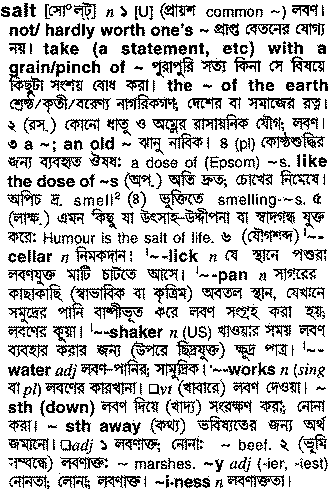 salt [সোল্ট্] n ১ [U] (প্রায়শ common ~) লবণ।
not/ hardly worth one's ~ প্রাপ্ত বেতনের যোগ্য
নয়। take (a statement, etc) with a
grain/pinch of ~ পুরাপুরি সত্য কিনা সে বিষয়ে
কিছুটা সংশয় বোধ করা। the ~ of the earth
শ্রেষ্ঠ/কৃতী/বরেণ্য নাগরিকগণ, দেশের বা সমাজের রত্ন।
২ (রস.) কোনো ধাতু ও অম্লের রাসায়নিক যৌগ; লবণ।
৩ a ~; an old ~ ঝানু নাবিক। ৪ (pl) কোষ্ঠশুদ্ধির
জন্য ব্যবহৃত ঔষধ: a dose of (Epsom) ~s. like
the dose of ~s (অপ.) অতি দ্রুত; চোখের নিমেষে।
অপিচ দ্র. smell² (৪) ভুক্তিতে smelling-~s. ৫
(লাক্ষ.) এমন কিছু যা উৎসাহ-উদ্দীপনা বা স্বাদগন্ধ যুক্ত
করে: Humour is the salt of life. ৬ (যৌগশব্দ) ~-
cellar n নিমকদান। ~-lick n যে স্থানে পশুরা
লবণযুক্ত মাটি চাটতে আসে। ~-pan n সাগরের
কাছাকাছি (স্বাভাবিক বা কৃত্রিম) অবতল স্থান, যেখানে
সমুদ্রের পানি বাষ্পীভূত করে লবণ সংগ্রহ করা হয়;
লবণের কুয়া। ~-shaker n (US) খাওয়ার সময় লবণ
ব্যবহার করার জন্য (উপরে ছিদ্রযুক্ত) ক্ষুদ্র পাত্র। ~-
water adj লবণ-পানির; সামুদ্রিক। ~-works n (sing
বা pl) লবণের কারখানা। □vt (খাবারে) লবণ দেওয়া। ~
sth (down) লবণ দিয়ে (খাদ্য) সংরক্ষণ করা; নোনা
করা। ~ sth away (কথ্য) ভবিষ্যতের জন্য অর্থ
জমানো। □adj ১ লবণাক্ত; নোনা: ~ beef. ২ (ভূমি
সম্বন্ধে) লবণাক্ত: ~ marshes. ~y adj (-ier, -iest)
নোনতা; লোনা; লবণাক্ত। ~i-ness n লবণাক্ততা।